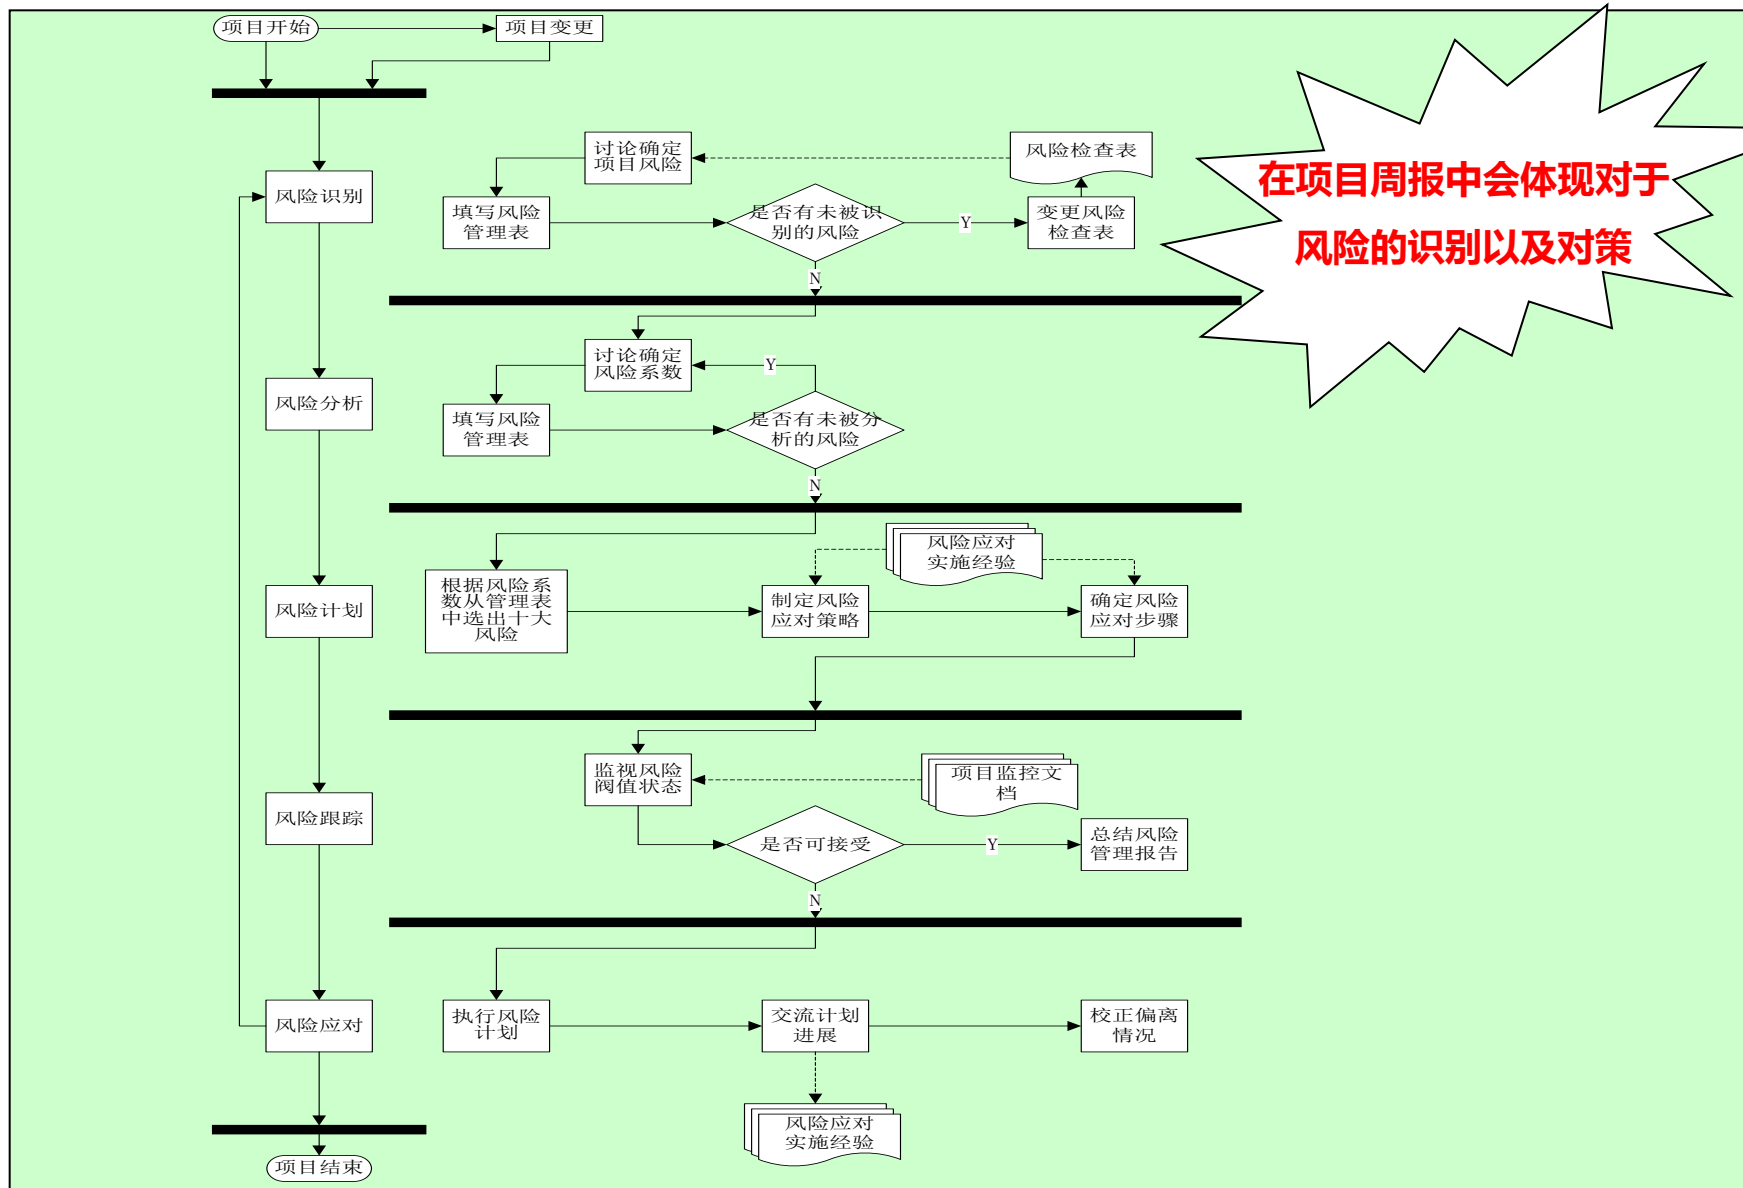 项目开始
项目变更
风险识别
讨论确定
项目风险
风险检查表
填写风险
管理表
是否有未被识
别的风险
Y
变更风险
检查表
N
在项目周报中会体现对于
风险的识别以及对策
风险分析
讨论确定
风险系数
Y
填写风险
管理表
是否有未被分
析的风险
N
风险计划
根据风险系
数从管理表
中选出十大
风险
风险应对
实施经验
制定风险
应对策略
确定风险
应对步骤
风险跟踪
监视风险
阀值状态
项目监控文
档
是否可接受
Y
总结风险
管理报告
N
风险应对
执行风险
计划
交流计划
进展
校正偏离
情况
风险应对
实施经验
项目结束